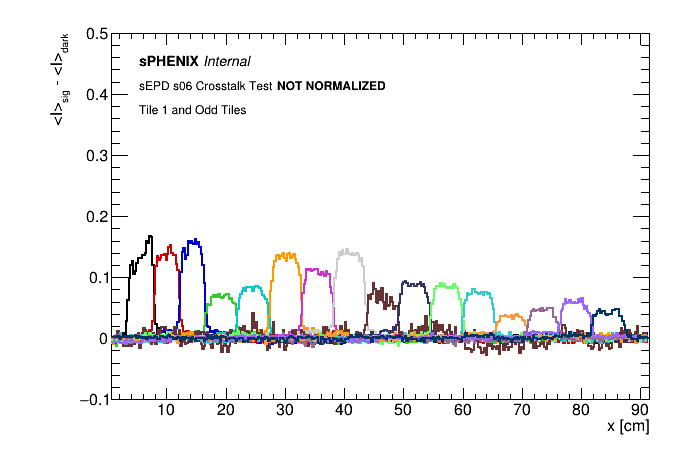 <I>sig - <I>dark
0.5
0.4
0.3
0.2
0.1
0
−0.1
sPHENIX Internal
sEPD s06 Crosstalk Test NOT NORMALIZED
Tile 1 and Odd Tiles
10 20 30 40 50 60 70 80 90
x [cm]